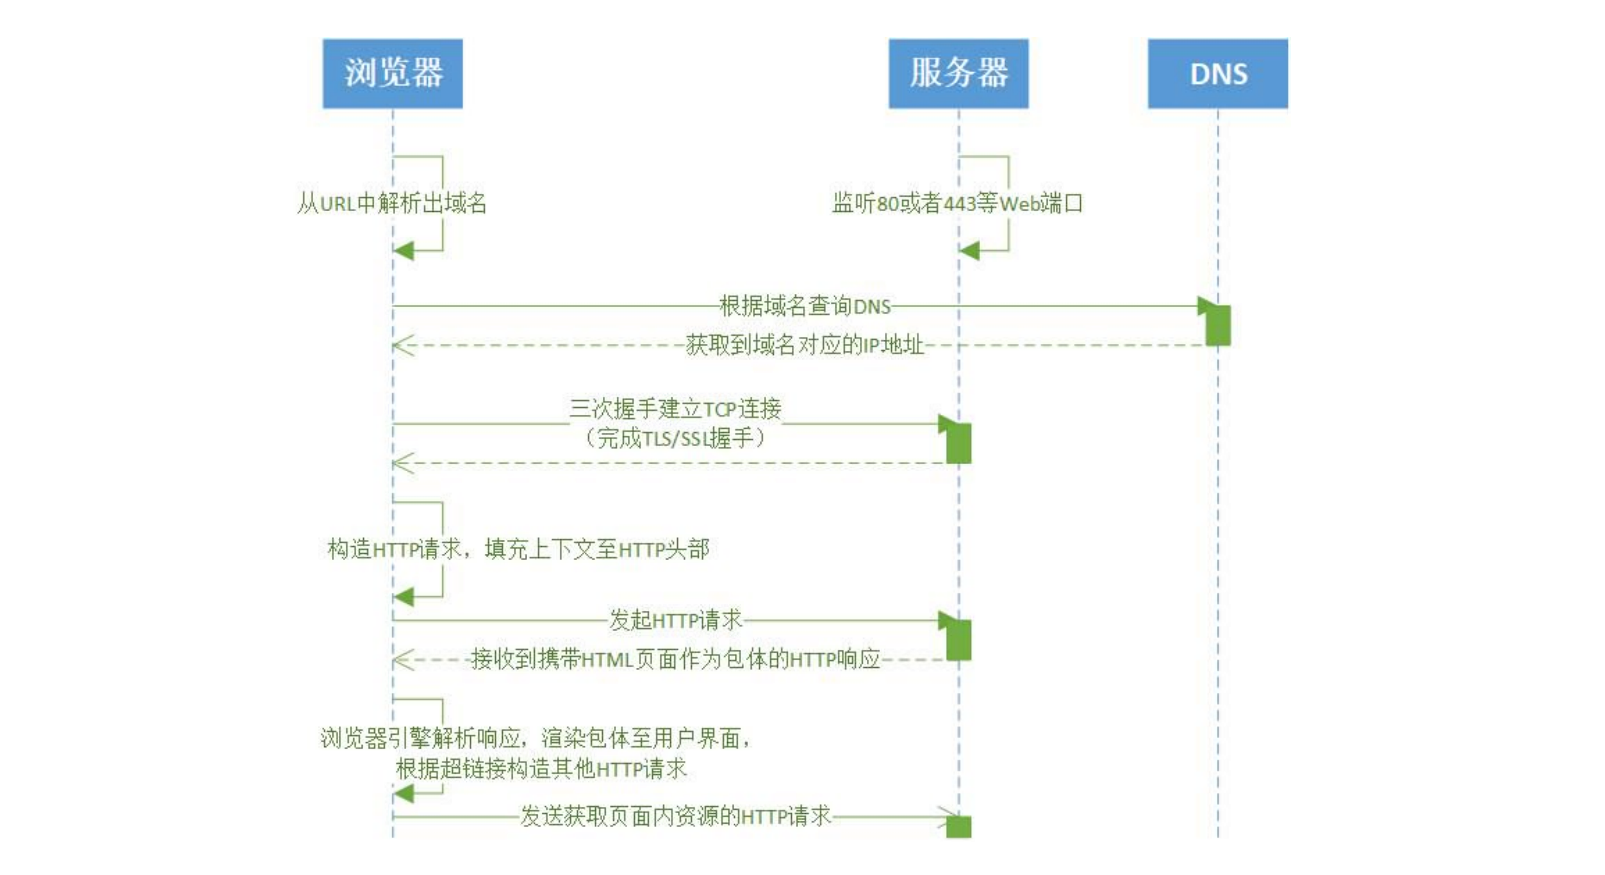 浏览器
服务器
DNS
从URL中解析出域名
监听80或者443等Web端口
根据域名查询DNS
获取到域名对应的IP地址
三次握手建立TCP连接
（完成TLS/SSL握手）
构造HTTP请求，填充上下文至HTTP头部
发起HTTP请求
接收到携带HTML页面作为包体的HTTP响应
浏览器引擎解析响应，渲染包体至用户界面，
根据超链接构造其他HTTP请求
发送获取页面内资源的HTTP请求